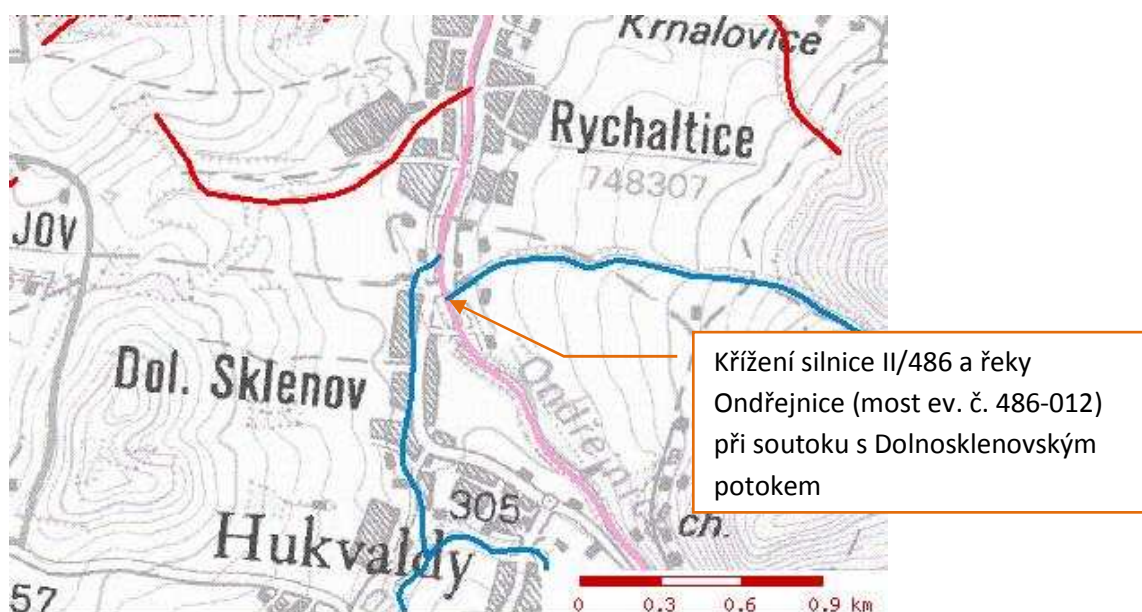 Krnalovice
Rychaltice
748307
JOV
Dol. Sklenov
Ondřejnice
Křížení silnice II/486 a řeky
Ondřejnice (most ev. č. 486-012)
při soutoku s Dolnosklenovským
potokem
305
ch.
Hukvaldy
57
0 0.3 0.6 0.9 km